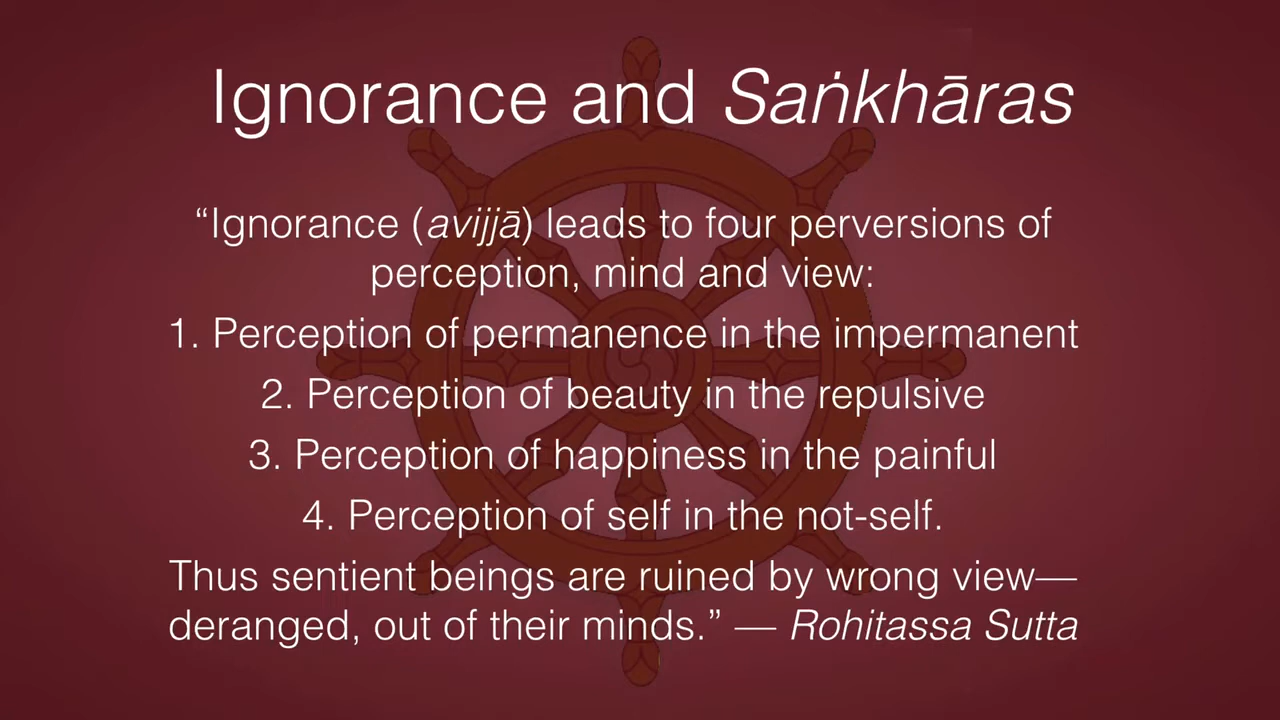 Ignorance and Saṅkhāras
“Ignorance (avijjā) leads to four perversions of
perception, mind and view:
1. Perception of permanence in the impermanent
2. Perception of beauty in the repulsive
3. Perception of happiness in the painful
4. Perception of self in the not-self.
Thus sentient beings are ruined by wrong view—
deranged, out of their minds.” — Rohitassa Sutta